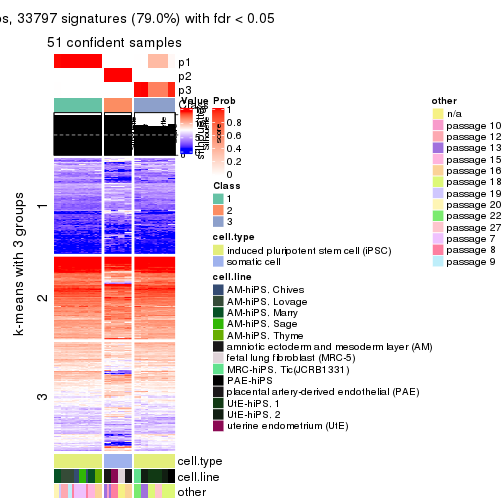 os, 33797 signatures (79.0%) with fdr < 0.05
51 confident samples
p1
p2
p3
Class
k-means with 3 groups
1
2
3
cell.type
cell.line
other
Value
Prob
1
0.8
0.6
0.4
0.2
0
Class
1
2
3
cell.type
induced pluripotent stem cell (iPSC)
somatic cell
cell.line
AM-hiPS. Chives
AM-hiPS. Lovage
AM-hiPS. Marry
AM-hiPS. Sage
AM-hiPS. Thyme
amniotic ectoderm and mesoderm layer (AM)
fetal lung fibroblast (MRC-5)
MRC-hiPS. Tic(JCRB1331)
PAE-hiPS
placental artery-derived endothelial (PAE)
UtE-hiPS. 1
UtE-hiPS. 2
uterine endometrium (UtE)
other
n/a
passage 10
passage 12
passage 13
passage 15
passage 16
passage 18
passage 19
passage 20
passage 22
passage 27
passage 7
passage 8
passage 9